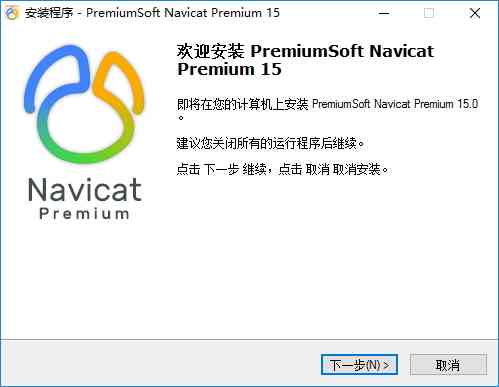 安装程序 - PremiumSoft Navicat Premium 15
欢迎安装 PremiumSoft Navicat
Premium 15
即将在您的计算机上安装 PremiumSoft Navicat Premium 15.0
。
建议您关闭所有的运行程序后继续。
点击 下一步 继续，点击 取消 取消安装。
Navicat
Premium
下一步(N) >
取消